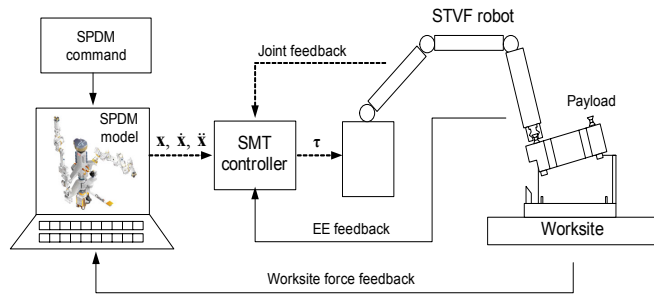 STVF robot
SPDM
command
Joint feedback
SPDM
model
Payload
x, ẋ, ẍ
SMT
controller
τ
EE feedback
Worksite
Worksite force feedback